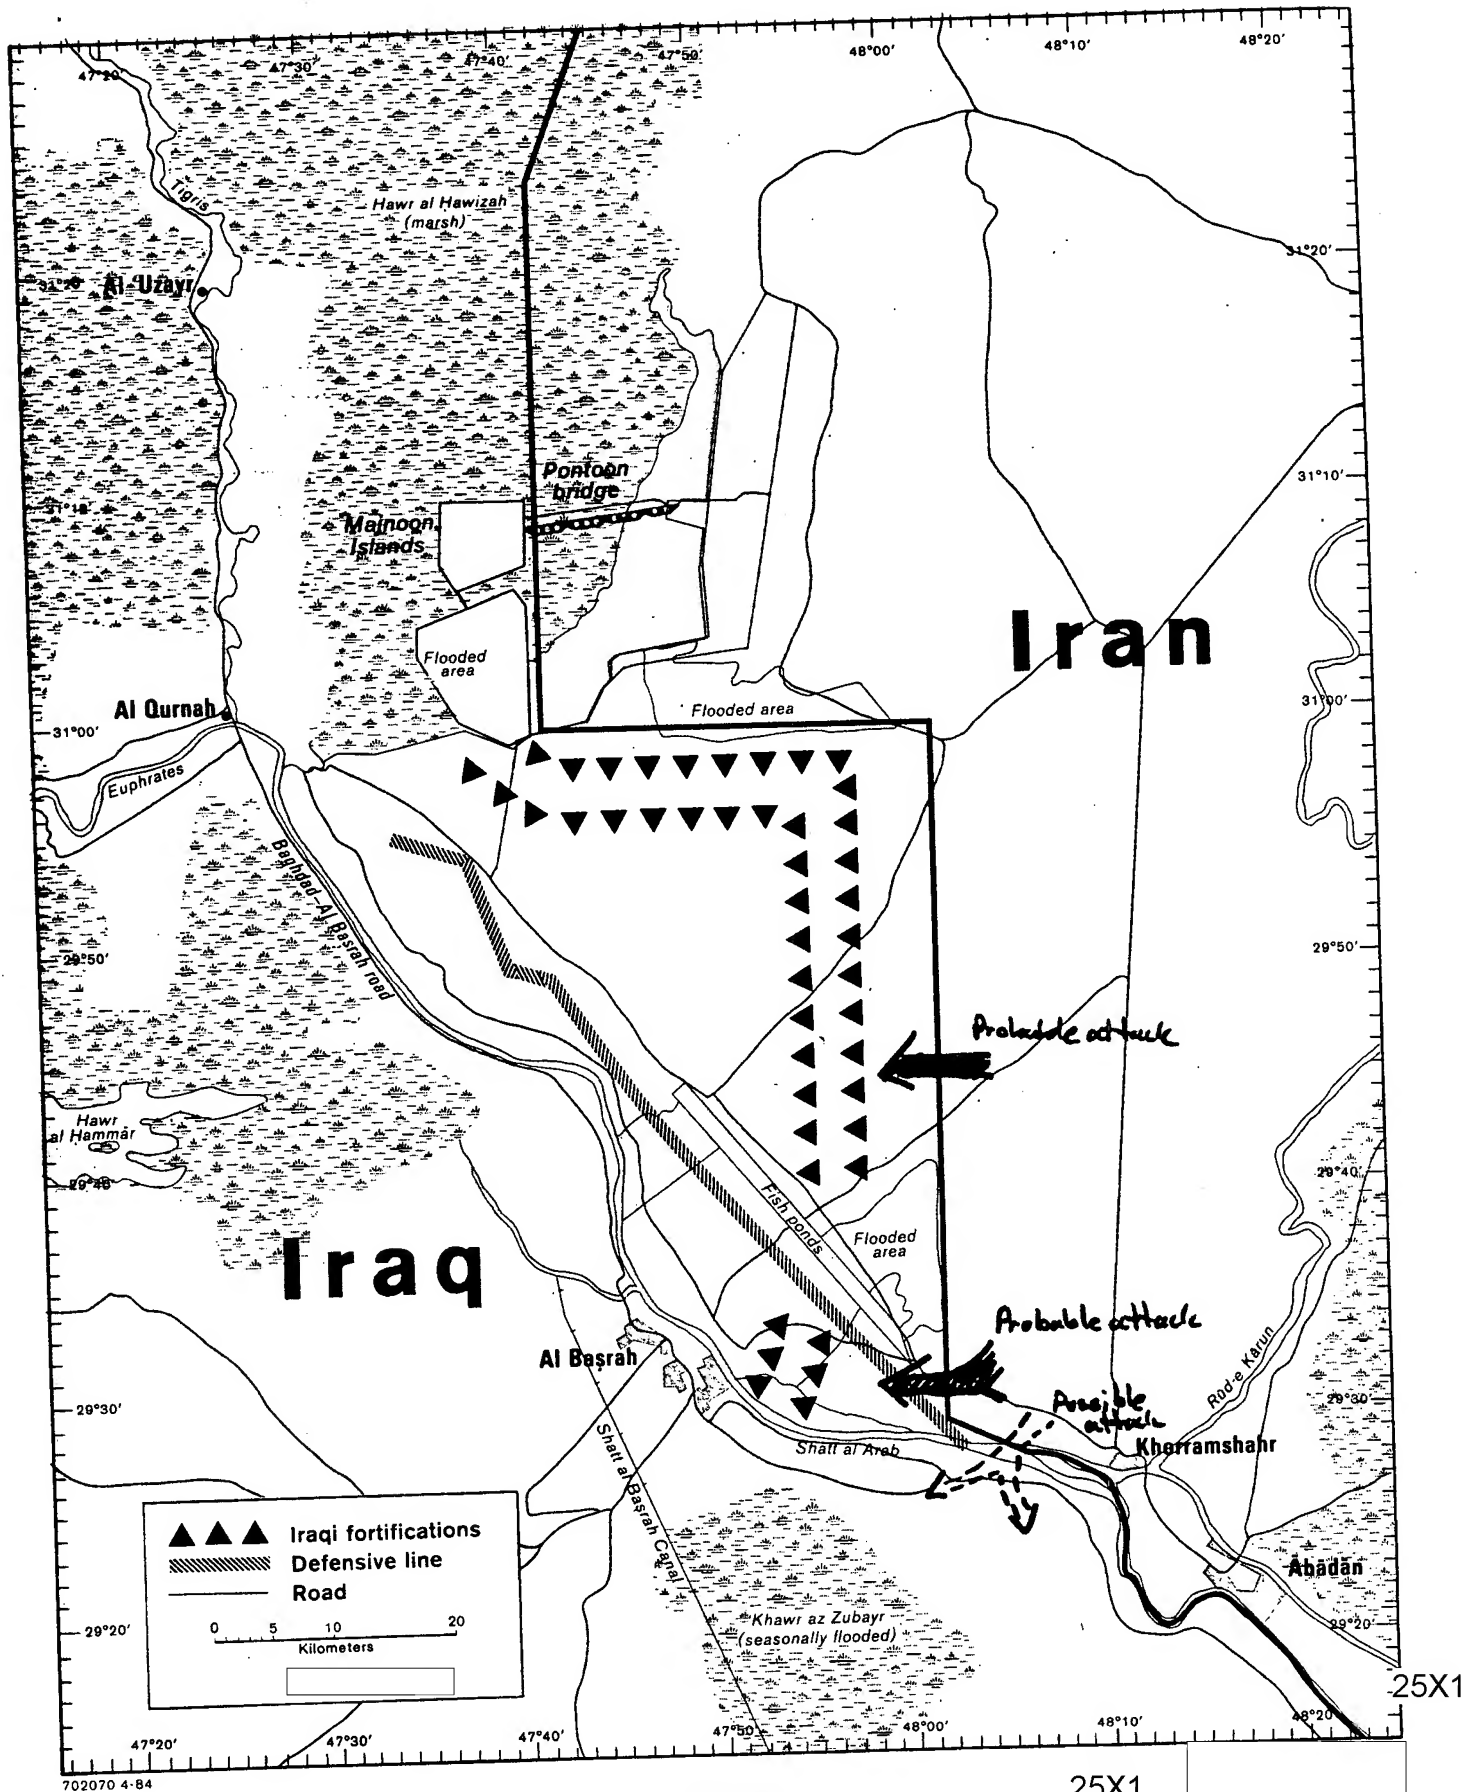 47°20'
47°30'
47°40'
47°50'
48°00'
48°10'
48°20'
Tigris
Hawr al Hawizah
(marsh)
31°20'
31°20'
Al-'Uzayr
Pontoon
bridge
31°10'
31°10'
Majnoon
Islands
Iran
Flooded
area
Al Qurnah
31°00'
31°00'
Flooded area
Euphrates
Baghdad-Al Baṣrah road
29°50'
29°50'
Probable attack
Hawr
al Hammār
29°40'
29°40'
Fish ponds
Flooded
area
Iraq
Probable attack
Al Baṣrah
Rūd-e Karun
29°30'
29°30'
Possible
attack
Khorramshahr
Shatt al Arab
Shatt al Baṣrah Canal
Iraqi fortifications
Defensive line
Road
0 5 10 20
Kilometers
Ābādān
Khawr az Zubayr
(seasonally flooded)
29°20'
29°20'
25X1
47°20'
47°30'
47°40'
47°50'
48°00'
48°10'
48°20'
702070 4-84
25X1